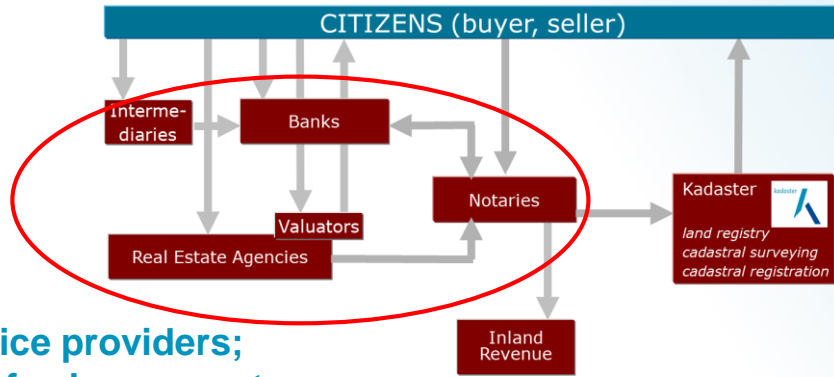 CITIZENS (buyer, seller)
Interme-
diaries
Banks
Notaries
Valuators
Real Estate Agencies
Kadaster
kadaster
land registry
cadastral surveying
cadastral registration
Inland
Revenue
ice providers;